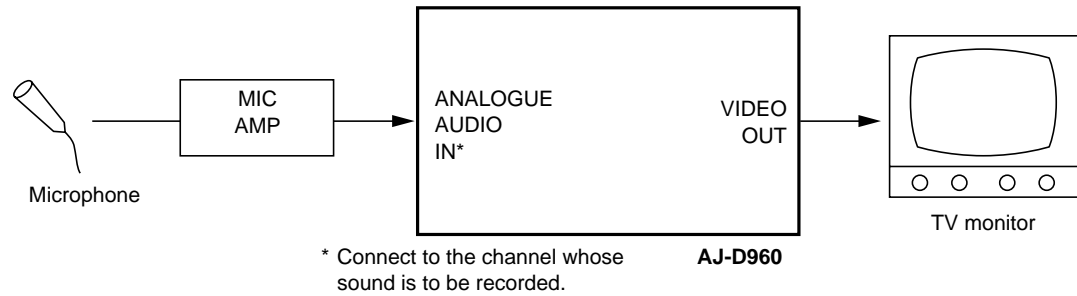 MIC
AMP
ANALOGUE
AUDIO
IN*
VIDEO
OUT
Microphone
TV monitor
* Connect to the channel whose
sound is to be recorded.
AJ-D960